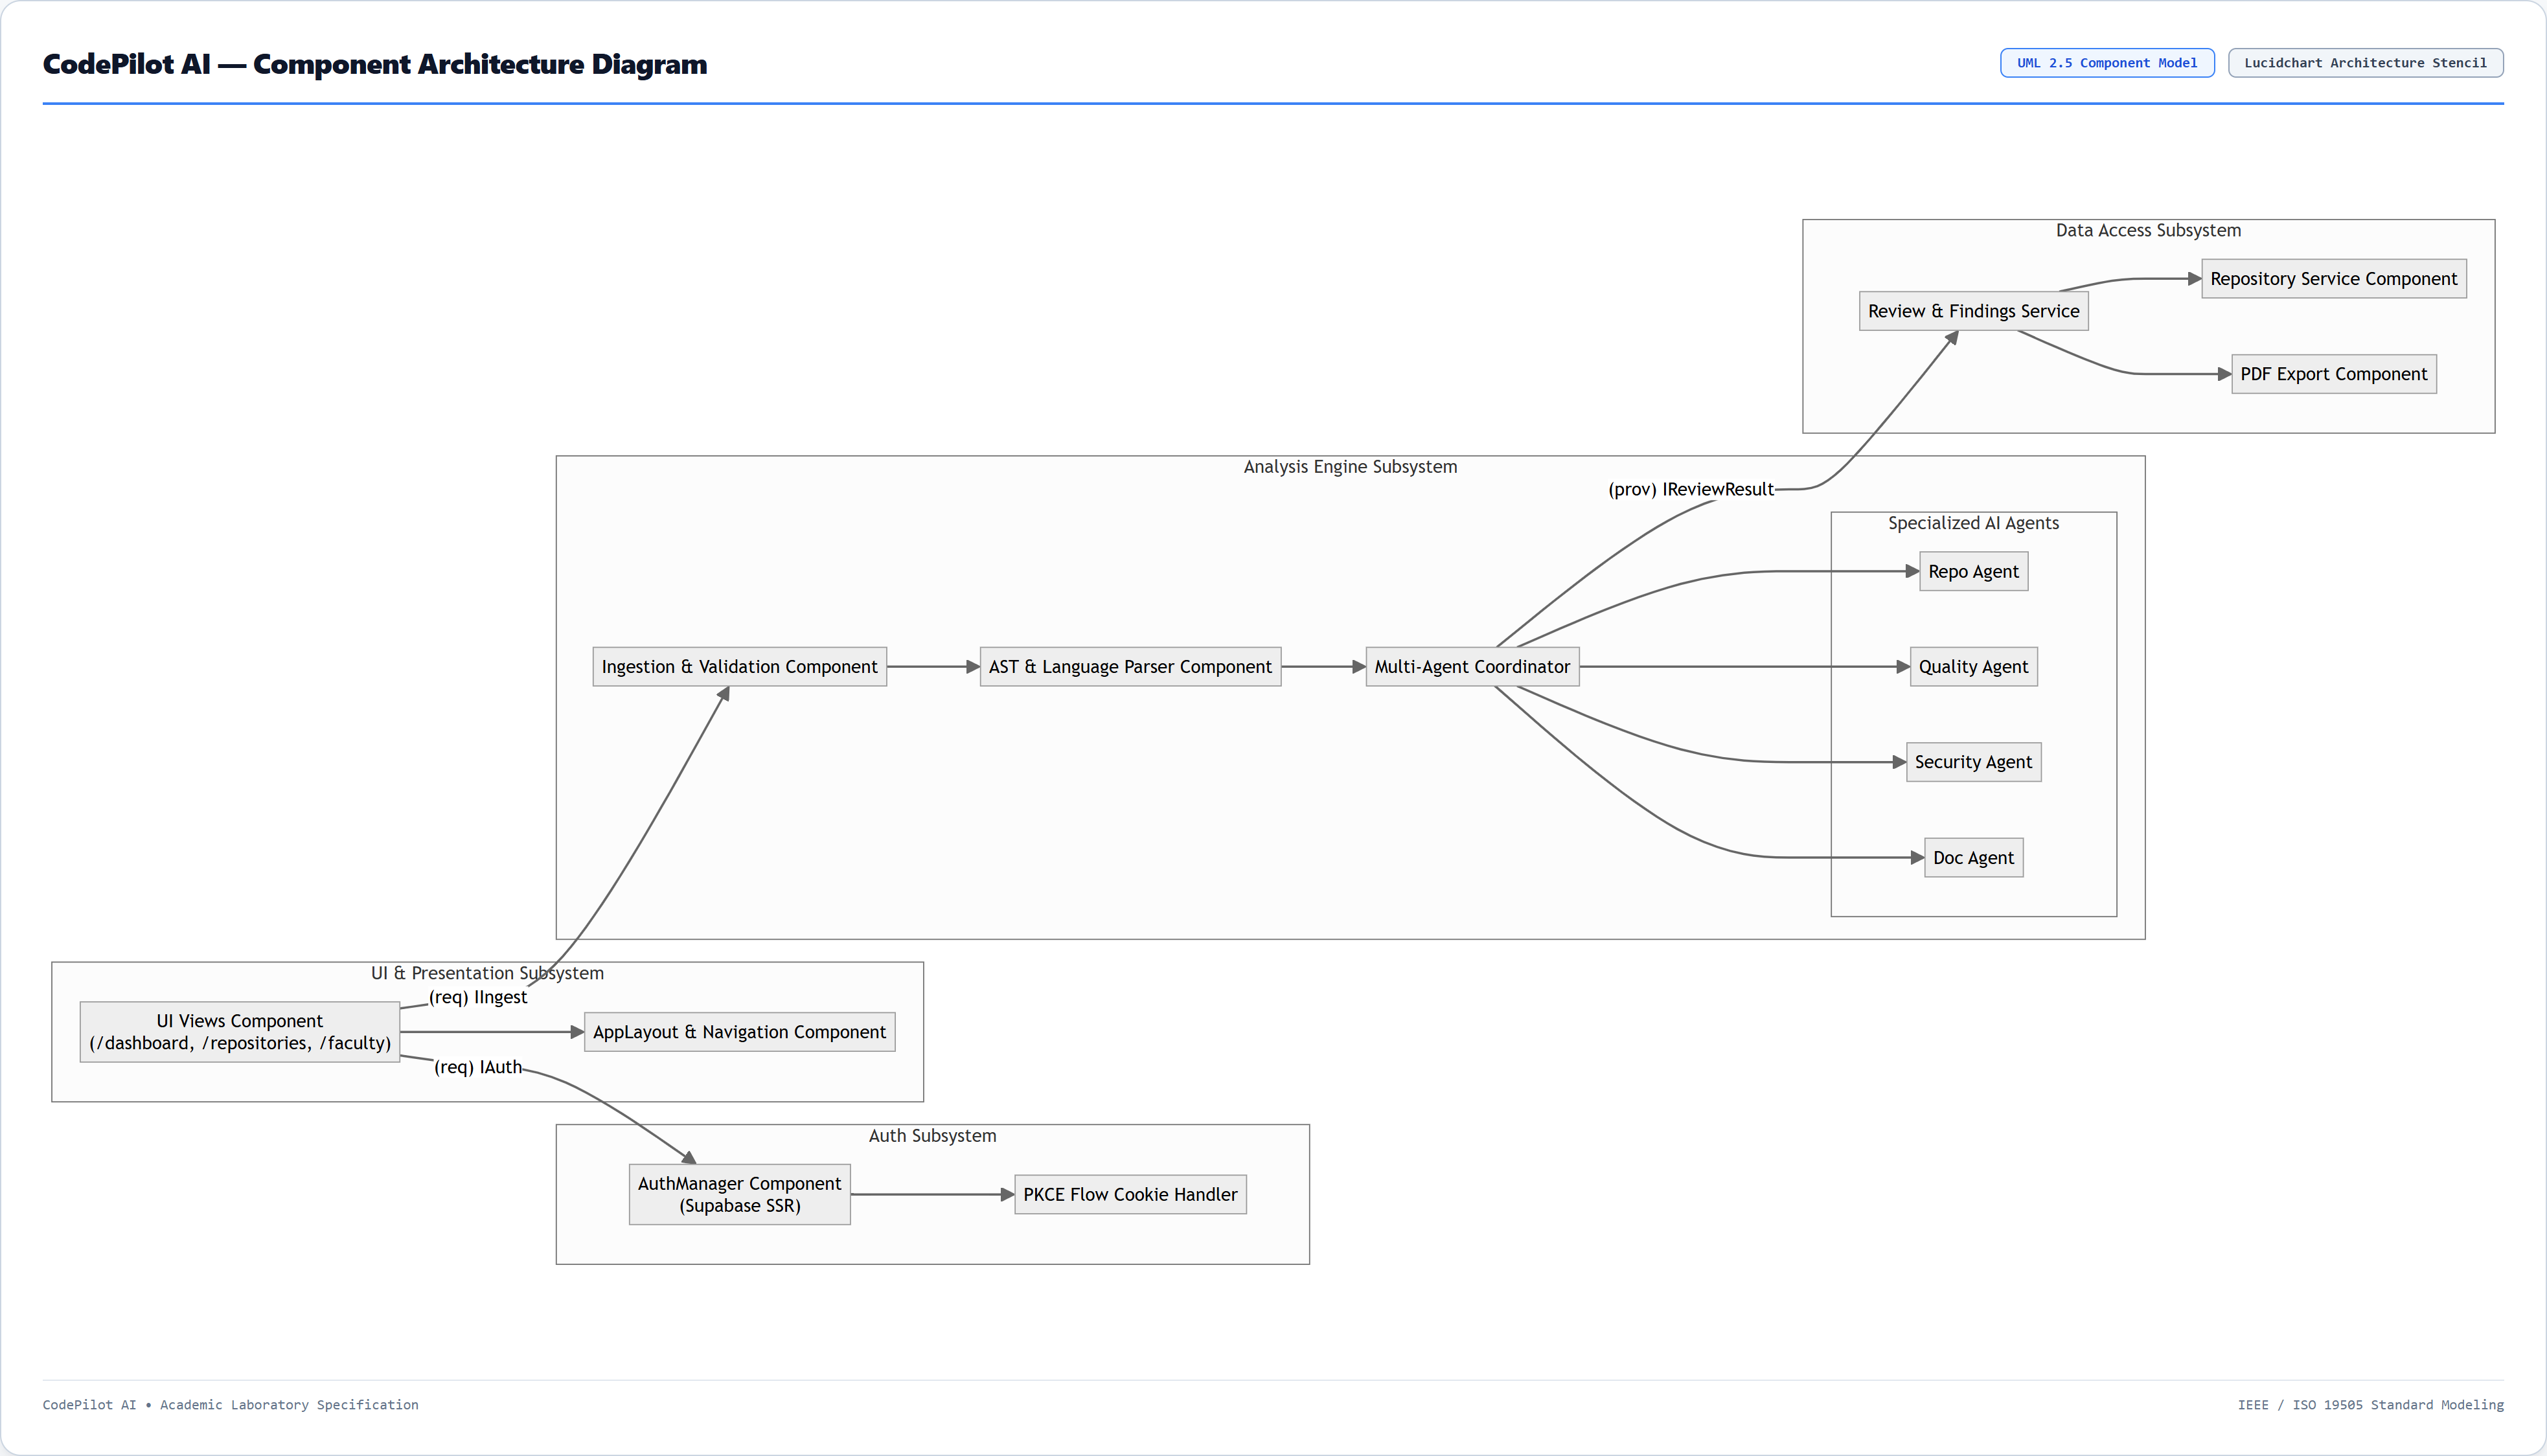 CodePilot AI — Component Architecture Diagram
UML 2.5 Component Model
Lucidchart Architecture Stencil
Data Access Subsystem
Repository Service Component
Review & Findings Service
PDF Export Component
Analysis Engine Subsystem
(prov) IReviewResult
Specialized AI Agents
Repo Agent
Ingestion & Validation Component
AST & Language Parser Component
Multi-Agent Coordinator
Quality Agent
Security Agent
Doc Agent
UI & Presentation Subsystem
(req) IIngest
UI Views Component
(/dashboard, /repositories, /faculty)
AppLayout & Navigation Component
(req) IAuth
Auth Subsystem
AuthManager Component
(Supabase SSR)
PKCE Flow Cookie Handler
CodePilot AI • Academic Laboratory Specification
IEEE / ISO 19505 Standard Modeling